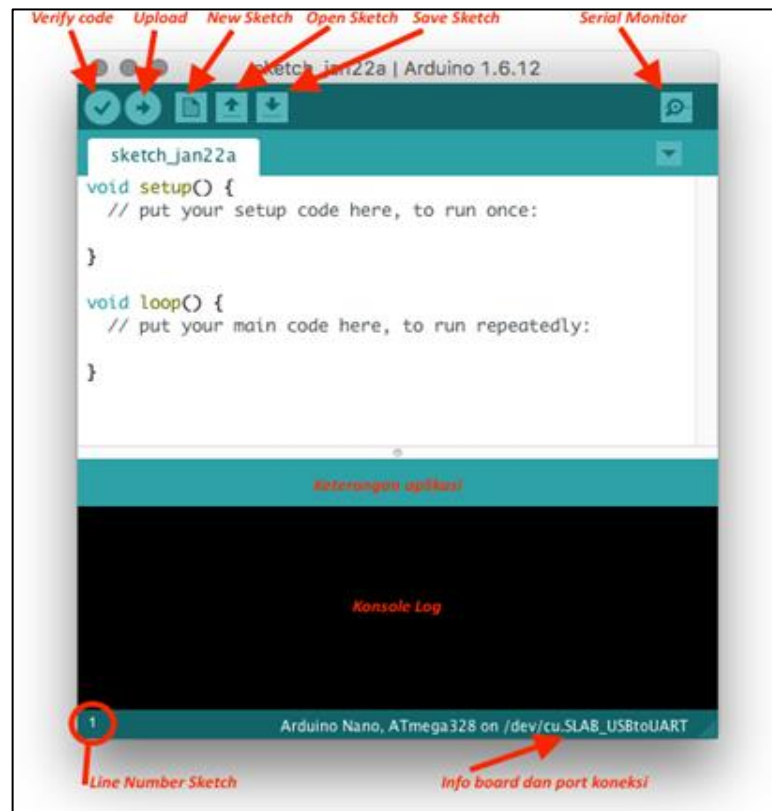 Verify code Upload New Sketch Open Sketch Save Sketch Serial Monitor
sketch_jan22a | Arduino 1.6.12
sketch_jan22a
void setup() {
// put your setup code here, to run once:
}
void loop() {
// put your main code here, to run repeatedly:
}
Keterangan aplikasi
Konsole Log
1
Arduino Nano, ATmega328 on /dev/cu.SLAB_USBtoUART
Line Number Sketch
Info board dan port koneksi